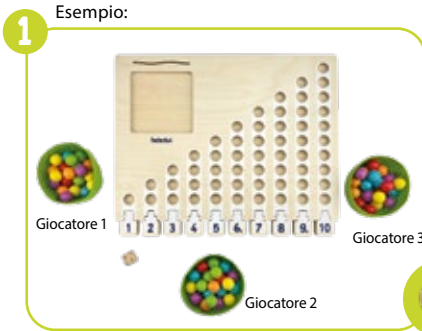 Esempio:
1
Giocatore 1
1 2 3 4 5 6. 7 8 9. 10
Giocatore 3
Giocatore 2